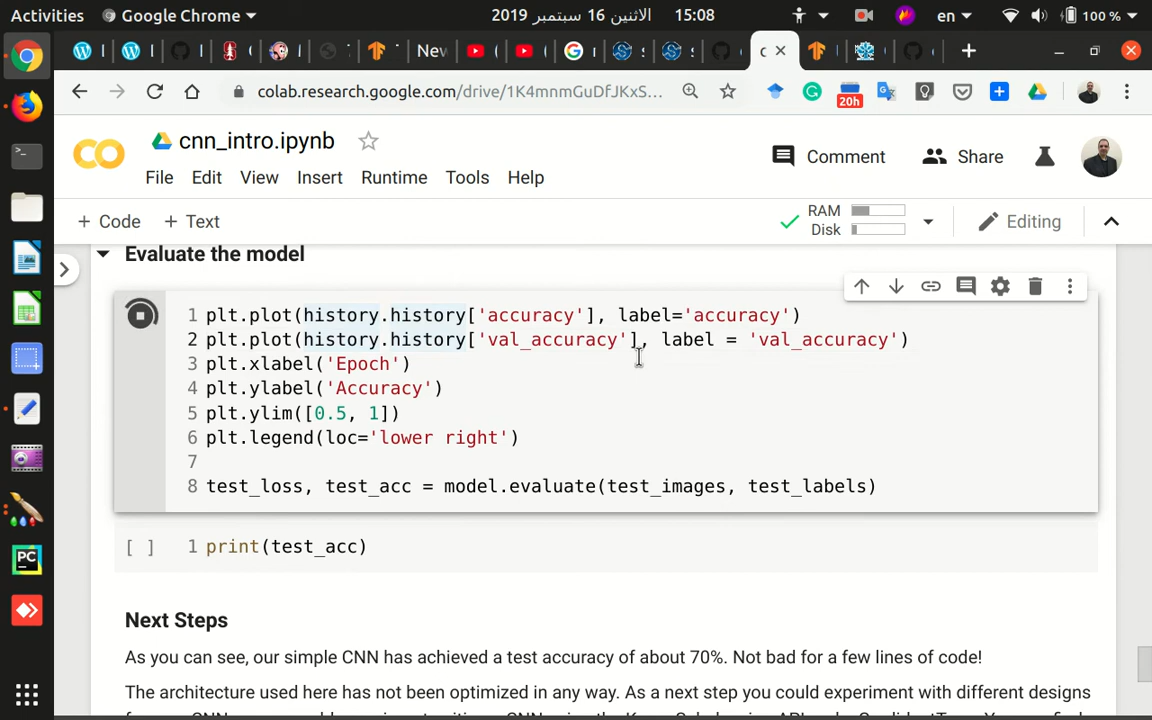 Activities Google Chrome الاثنين 16 سبتمبر 2019 15:08 en 100 %
New
colab.research.google.com/drive/1K4mnmGuDfJKxS... 20h
cnn_intro.ipynb
File Edit View Insert Runtime Tools Help
Comment Share
+ Code + Text RAM Disk Editing
Evaluate the model
1 plt.plot(history.history['accuracy'], label='accuracy')
2 plt.plot(history.history['val_accuracy'], label = 'val_accuracy')
3 plt.xlabel('Epoch')
4 plt.ylabel('Accuracy')
5 plt.ylim([0.5, 1])
6 plt.legend(loc='lower right')
7
8 test_loss, test_acc = model.evaluate(test_images, test_labels)
[ ] 1 print(test_acc)
Next Steps
As you can see, our simple CNN has achieved a test accuracy of about 70%. Not bad for a few lines of code!
The architecture used here has not been optimized in any way. As a next step you could experiment with different designs